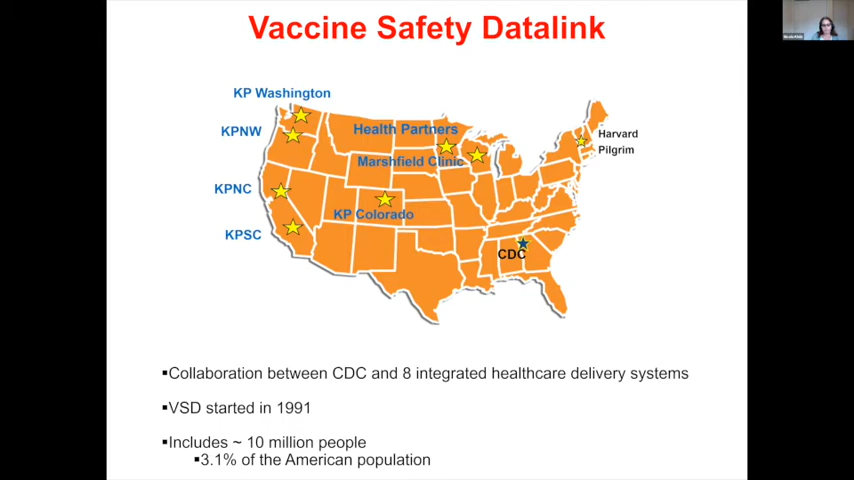 Vaccine Safety Datalink
KP Washington
KPNW
Health Partners
Harvard
Pilgrim
Marshfield Clinic
KPNC
KP Colorado
KPSC
CDC
▪Collaboration between CDC and 8 integrated healthcare delivery systems
▪VSD started in 1991
▪Includes ~ 10 million people
▪3.1% of the American population